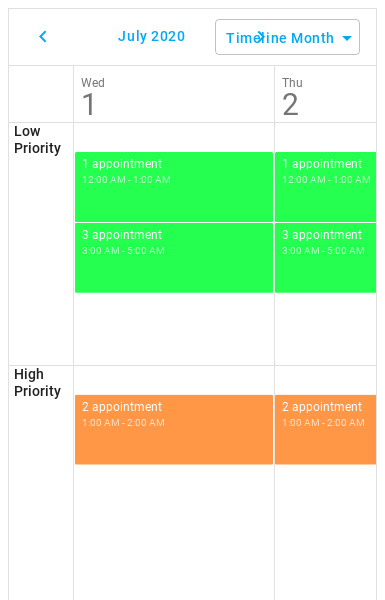 July 2020
Timeline Month
Wed
1
Thu
2
Low
Priority
1 appointment
12:00 AM - 1:00 AM
1 appointment
12:00 AM - 1:00 AM
3 appointment
3:00 AM - 5:00 AM
3 appointment
3:00 AM - 5:00 AM
High
Priority
2 appointment
1:00 AM - 2:00 AM
2 appointment
1:00 AM - 2:00 AM